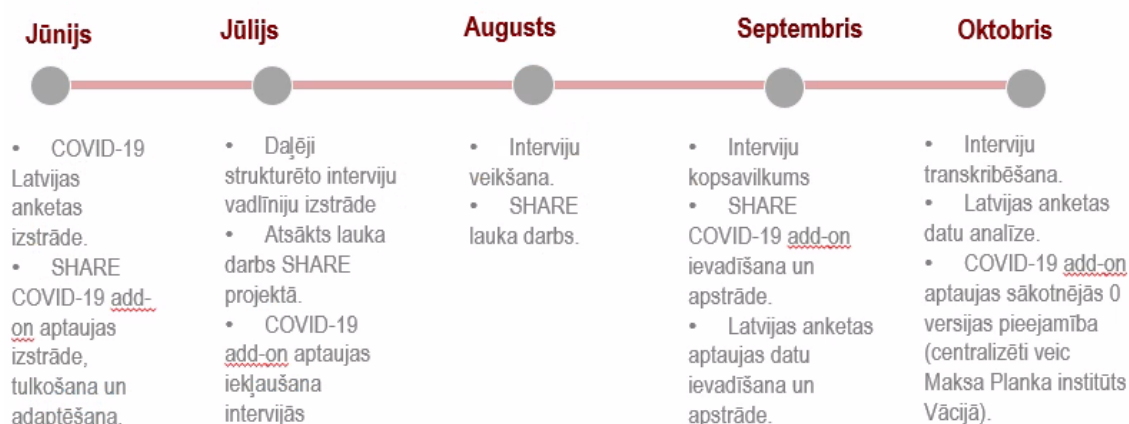 Jūnijs
Jūlijs
Augusts
Septembris
Oktobris
• COVID-19
Latvijas
anketas
izstrāde.
• SHARE
COVID-19 add-
on aptaujas
izstrāde,
tulkošana un
adaptēšana.
• Daļēji
strukturēto interviju
vadlīniju izstrāde
• Atsākts lauka
darbs SHARE
projektā.
• COVID-19
add-on aptaujas
iekļaušana
intervijās
• Interviju
veikšana.
• SHARE
lauka darbs.
• Interviju
kopsavilkums
• SHARE
COVID-19 add-on
ievadīšana un
apstrāde.
• Latvijas anketas
aptaujas datu
ievadīšana un
apstrāde.
• Interviju
transkribēšana.
• Latvijas anketas
datu analīze.
• COVID-19 add-on
aptaujas sākotnējās 0
versijas pieejamība
(centralizēti veic
Maksa Planka institūts
Vācijā).